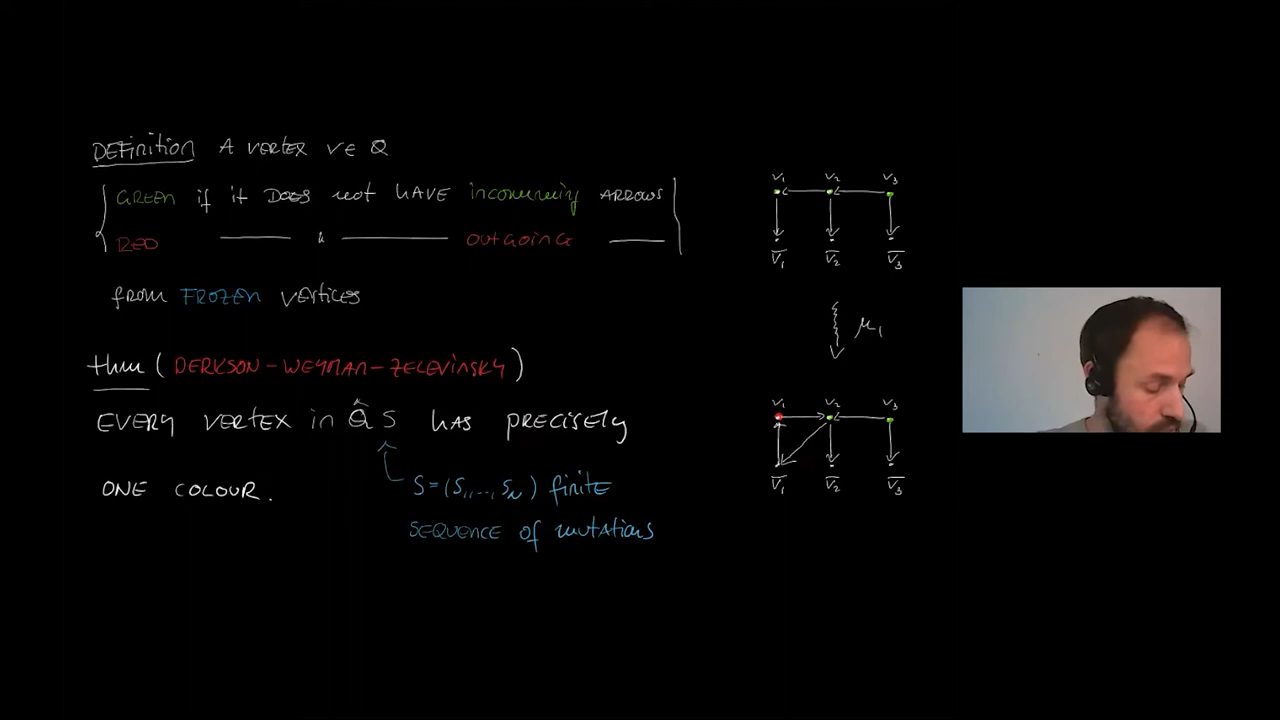 DEFinition A VERTEX V ∈ Q
GREEN if it DOES not HAVE incomming ARROWS
RED —— " —— OUTGOING ——
from FROZEN vertices
thm (DERKSON-WEYMAN-ZELEVINSKY)
EVERY VERTEX in Q̂ S HAS PRECISELY
ONE COLOUR.
S=(S₁,...,Sₙ) finite
SEQUENCE of mutations
V₁ V₂ V₃
V̅₁ V̅₂ V̅₃
μ₁
V₁ V₂ V₃
V̅₁ V̅₂ V̅₃